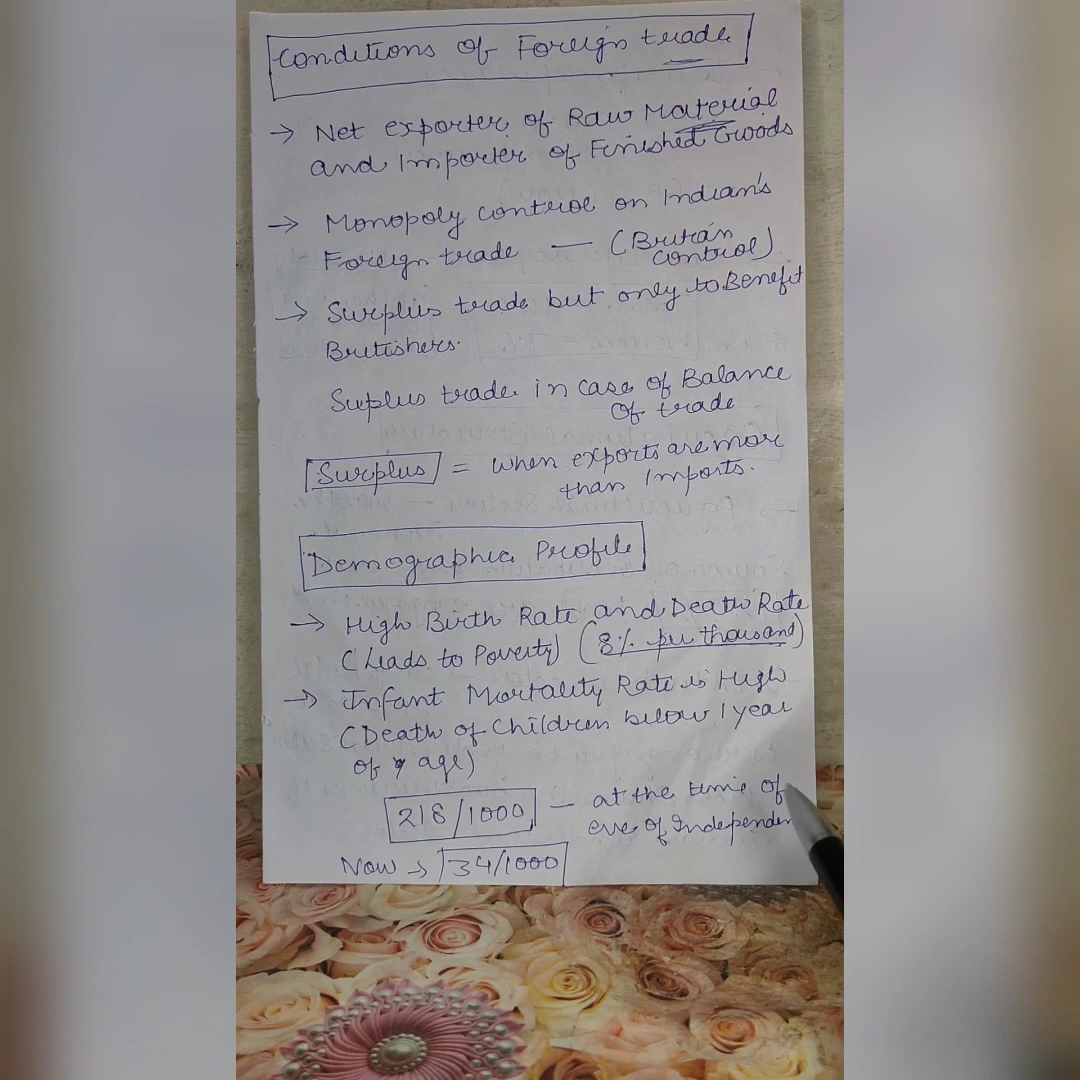 Conditions of Foreign trade
→ Net exporter of Raw Material
and Importer of Finished Goods
→ Monopoly control on Indian's
Foreign trade — (Britain
control)
→ Surplus trade but only to Benefit
Britishers.
Suplus trade in case of Balance
of trade
Surplus = when exports are more
than Imports.
Demographic Profile
→ High Birth Rate and Death Rate
(Leads to Poverty) (8% per thousand)
→ Infant Mortality Rate is High
(Death of Children below 1 year
of age)
218/1000 — at the time of
eve of Independen
Now → 34/1000